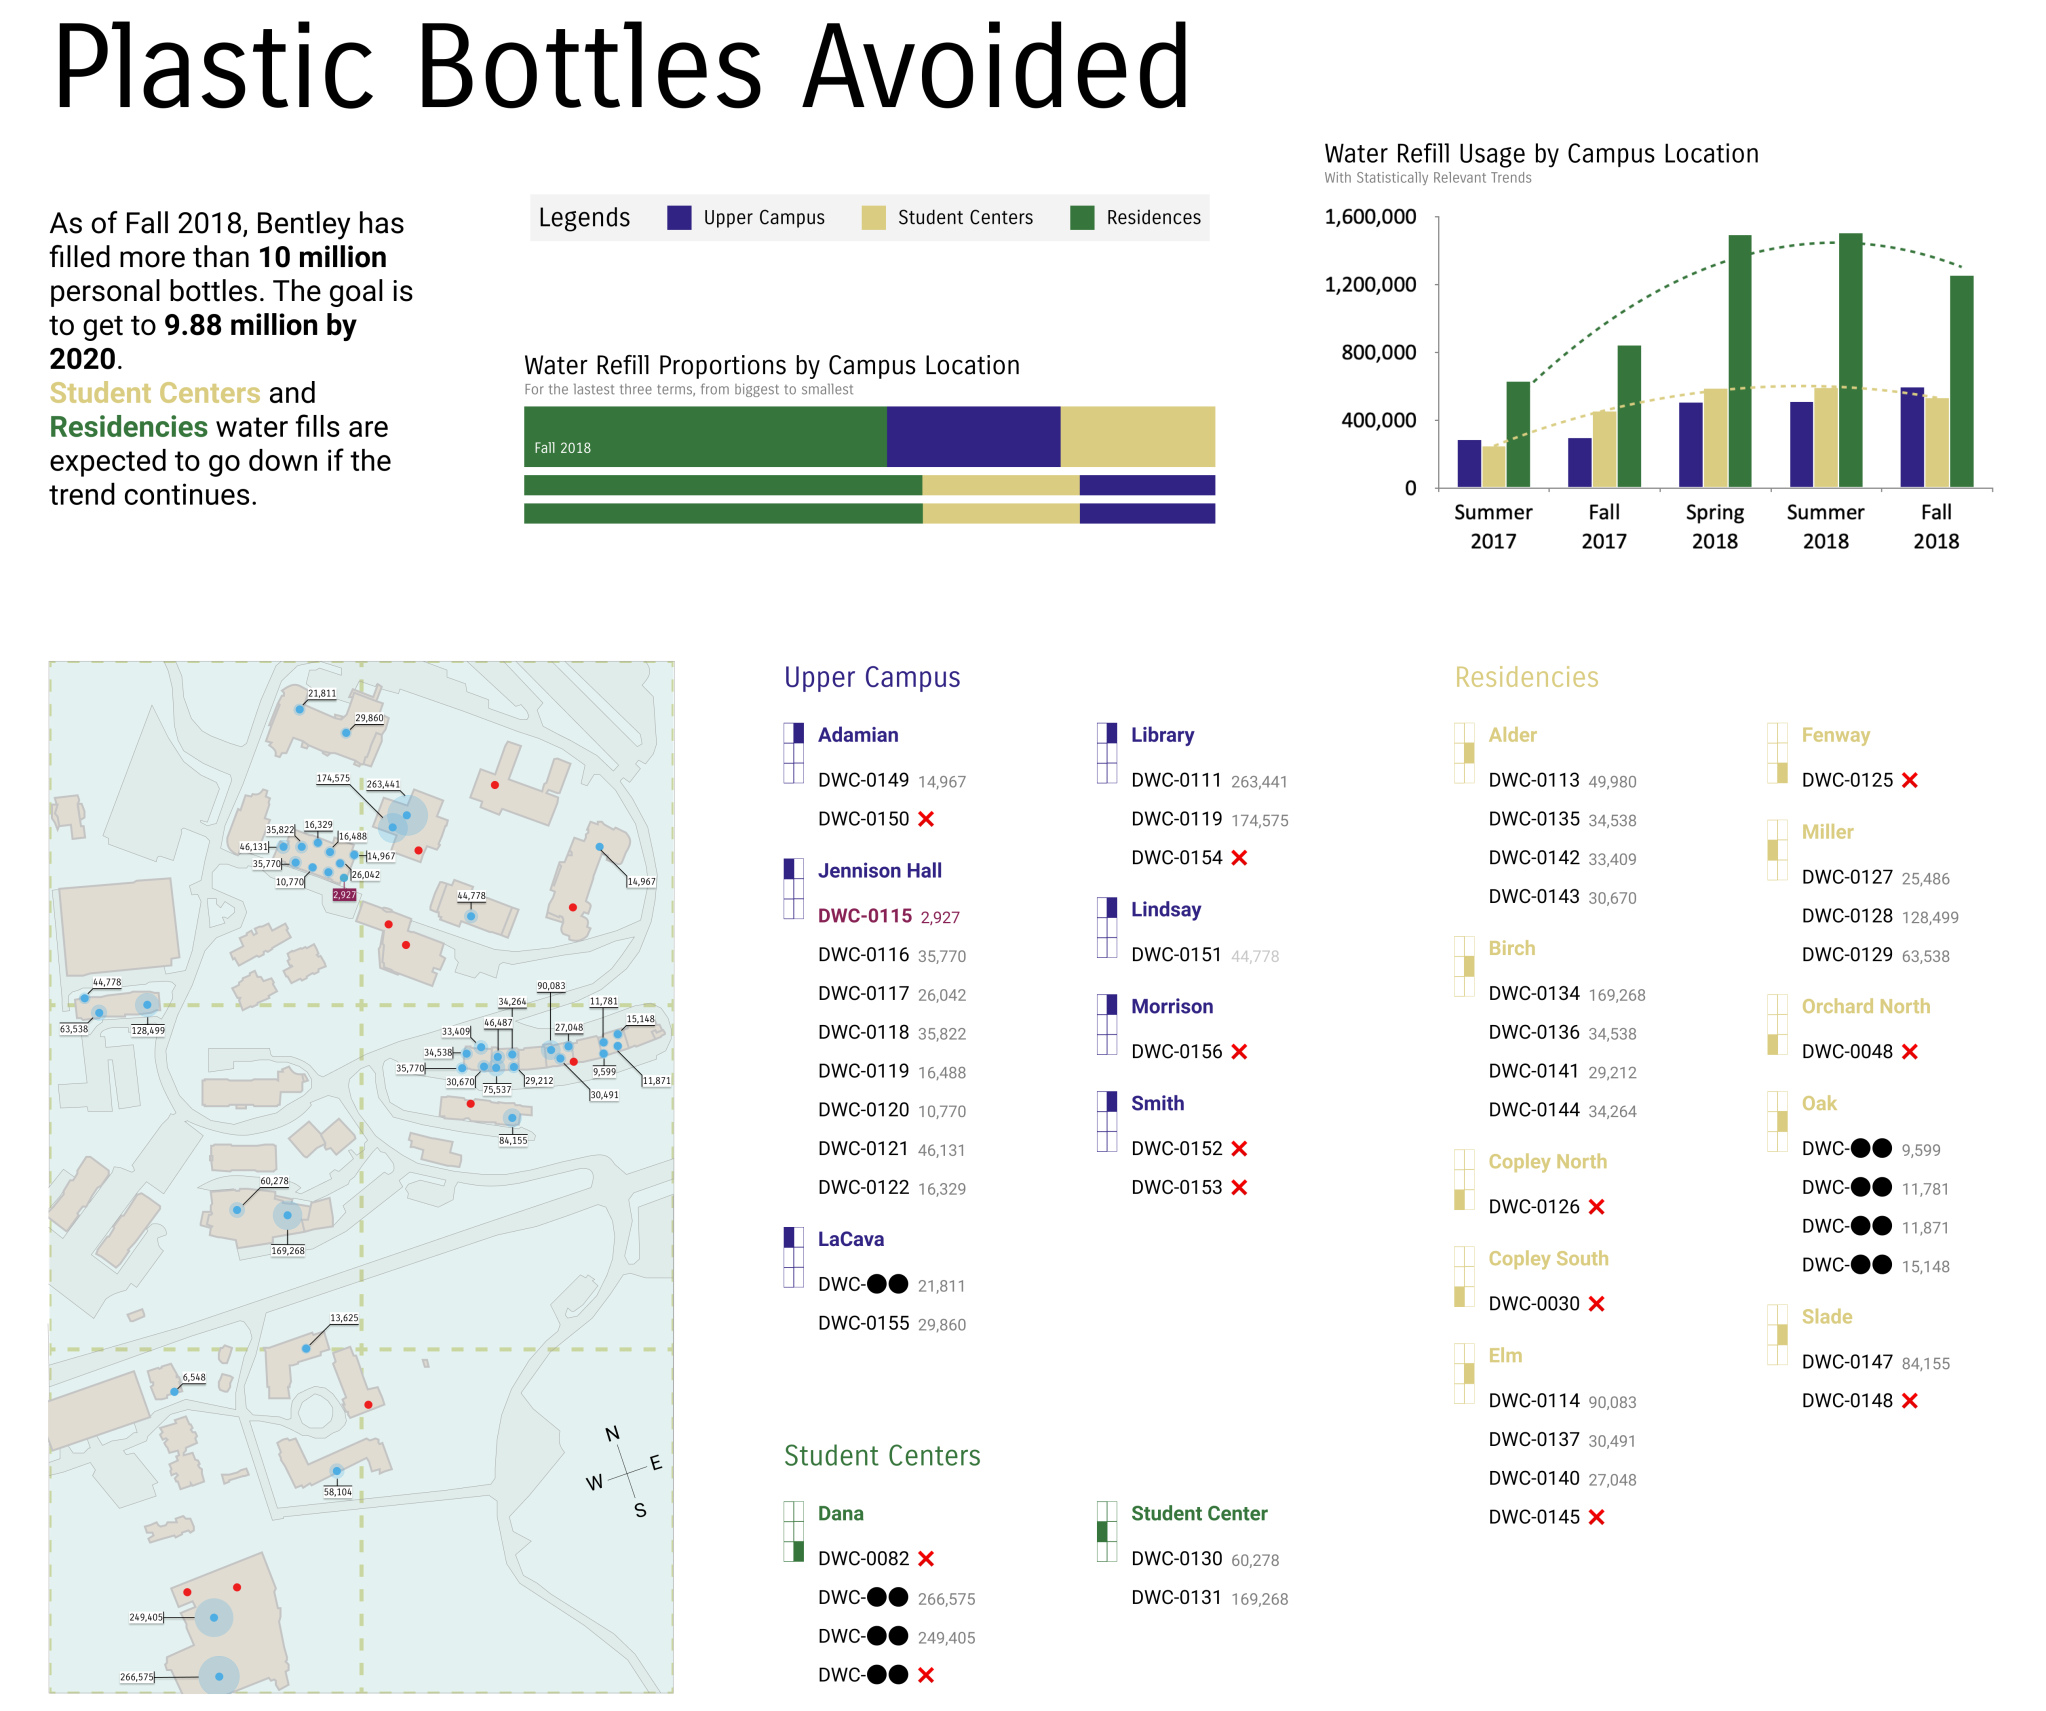 Plastic Bottles Avoided
As of Fall 2018, Bentley has
filled more than 10 million
personal bottles. The goal is
to get to 9.88 million by
2020.
Student Centers and
Residencies water fills are
expected to go down if the
trend continues.
Legends
Upper Campus
Student Centers
Residences
Water Refill Proportions by Campus Location
For the lastest three terms, from biggest to smallest
Fall 2018
Water Refill Usage by Campus Location
With Statistically Relevant Trends
1,600,000
1,200,000
800,000
400,000
0
Summer
2017
Fall
2017
Spring
2018
Summer
2018
Fall
2018
21,811
29,860
174,575
263,441
35,822
16,329
16,488
46,131
14,967
35,770
26,042
10,770
2,927
44,778
14,967
44,778
63,538
128,499
90,083
34,264
11,781
46,487
27,048
15,148
33,409
34,538
35,770
30,670
75,537
29,212
9,599
11,871
30,491
84,155
60,278
169,268
13,625
6,548
58,104
N
E
W
S
249,405
266,575
Upper Campus
Adamian
DWC-0149 14,967
DWC-0150
Jennison Hall
DWC-0115 2,927
DWC-0116 35,770
DWC-0117 26,042
DWC-0118 35,822
DWC-0119 16,488
DWC-0120 10,770
DWC-0121 46,131
DWC-0122 16,329
LaCava
DWC- 21,811
DWC-0155 29,860
Library
DWC-0111 263,441
DWC-0119 174,575
DWC-0154
Lindsay
DWC-0151 44,778
Morrison
DWC-0156
Smith
DWC-0152
DWC-0153
Student Centers
Dana
DWC-0082
DWC- 266,575
DWC- 249,405
DWC-
Student Center
DWC-0130 60,278
DWC-0131 169,268
Residencies
Alder
DWC-0113 49,980
DWC-0135 34,538
DWC-0142 33,409
DWC-0143 30,670
Birch
DWC-0134 169,268
DWC-0136 34,538
DWC-0141 29,212
DWC-0144 34,264
Copley North
DWC-0126
Copley South
DWC-0030
Elm
DWC-0114 90,083
DWC-0137 30,491
DWC-0140 27,048
DWC-0145
Fenway
DWC-0125
Miller
DWC-0127 25,486
DWC-0128 128,499
DWC-0129 63,538
Orchard North
DWC-0048
Oak
DWC- 9,599
DWC- 11,781
DWC- 11,871
DWC- 15,148
Slade
DWC-0147 84,155
DWC-0148